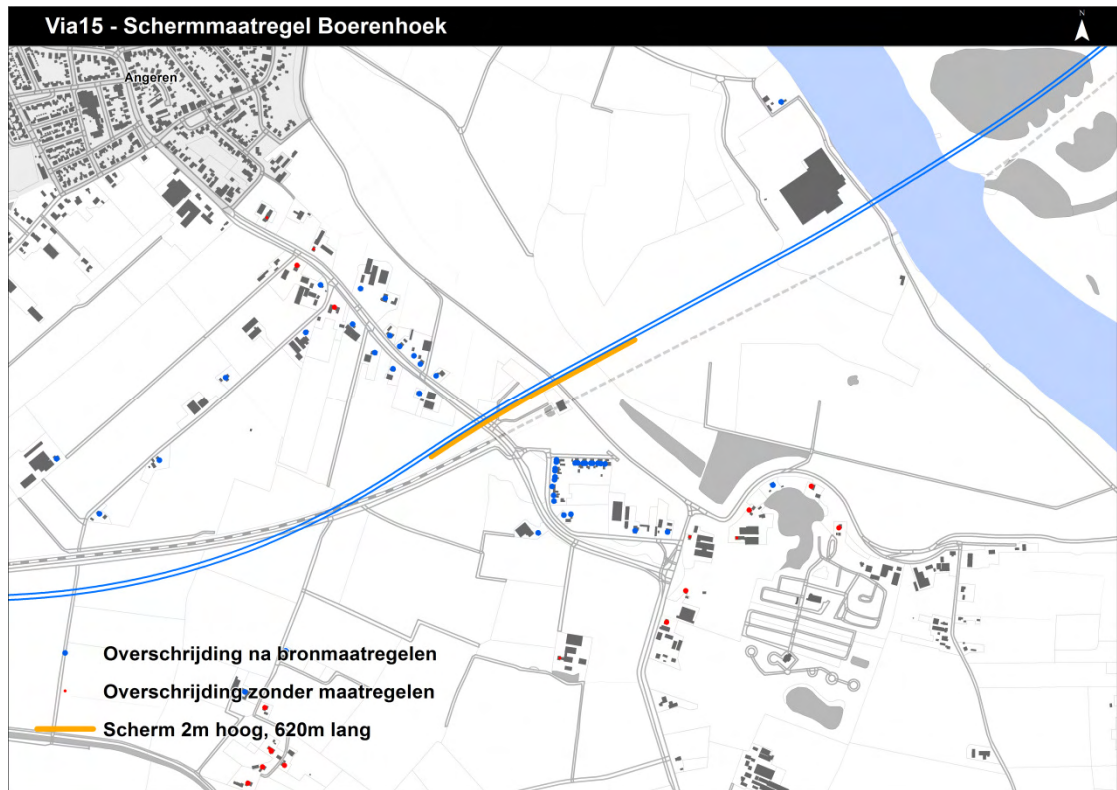 Via15 - Schermmaatregel Boerenhoek
N
Angeren
Overschrijding na bronmaatregelen
Overschrijding zonder maatregelen
Scherm 2m hoog, 620m lang